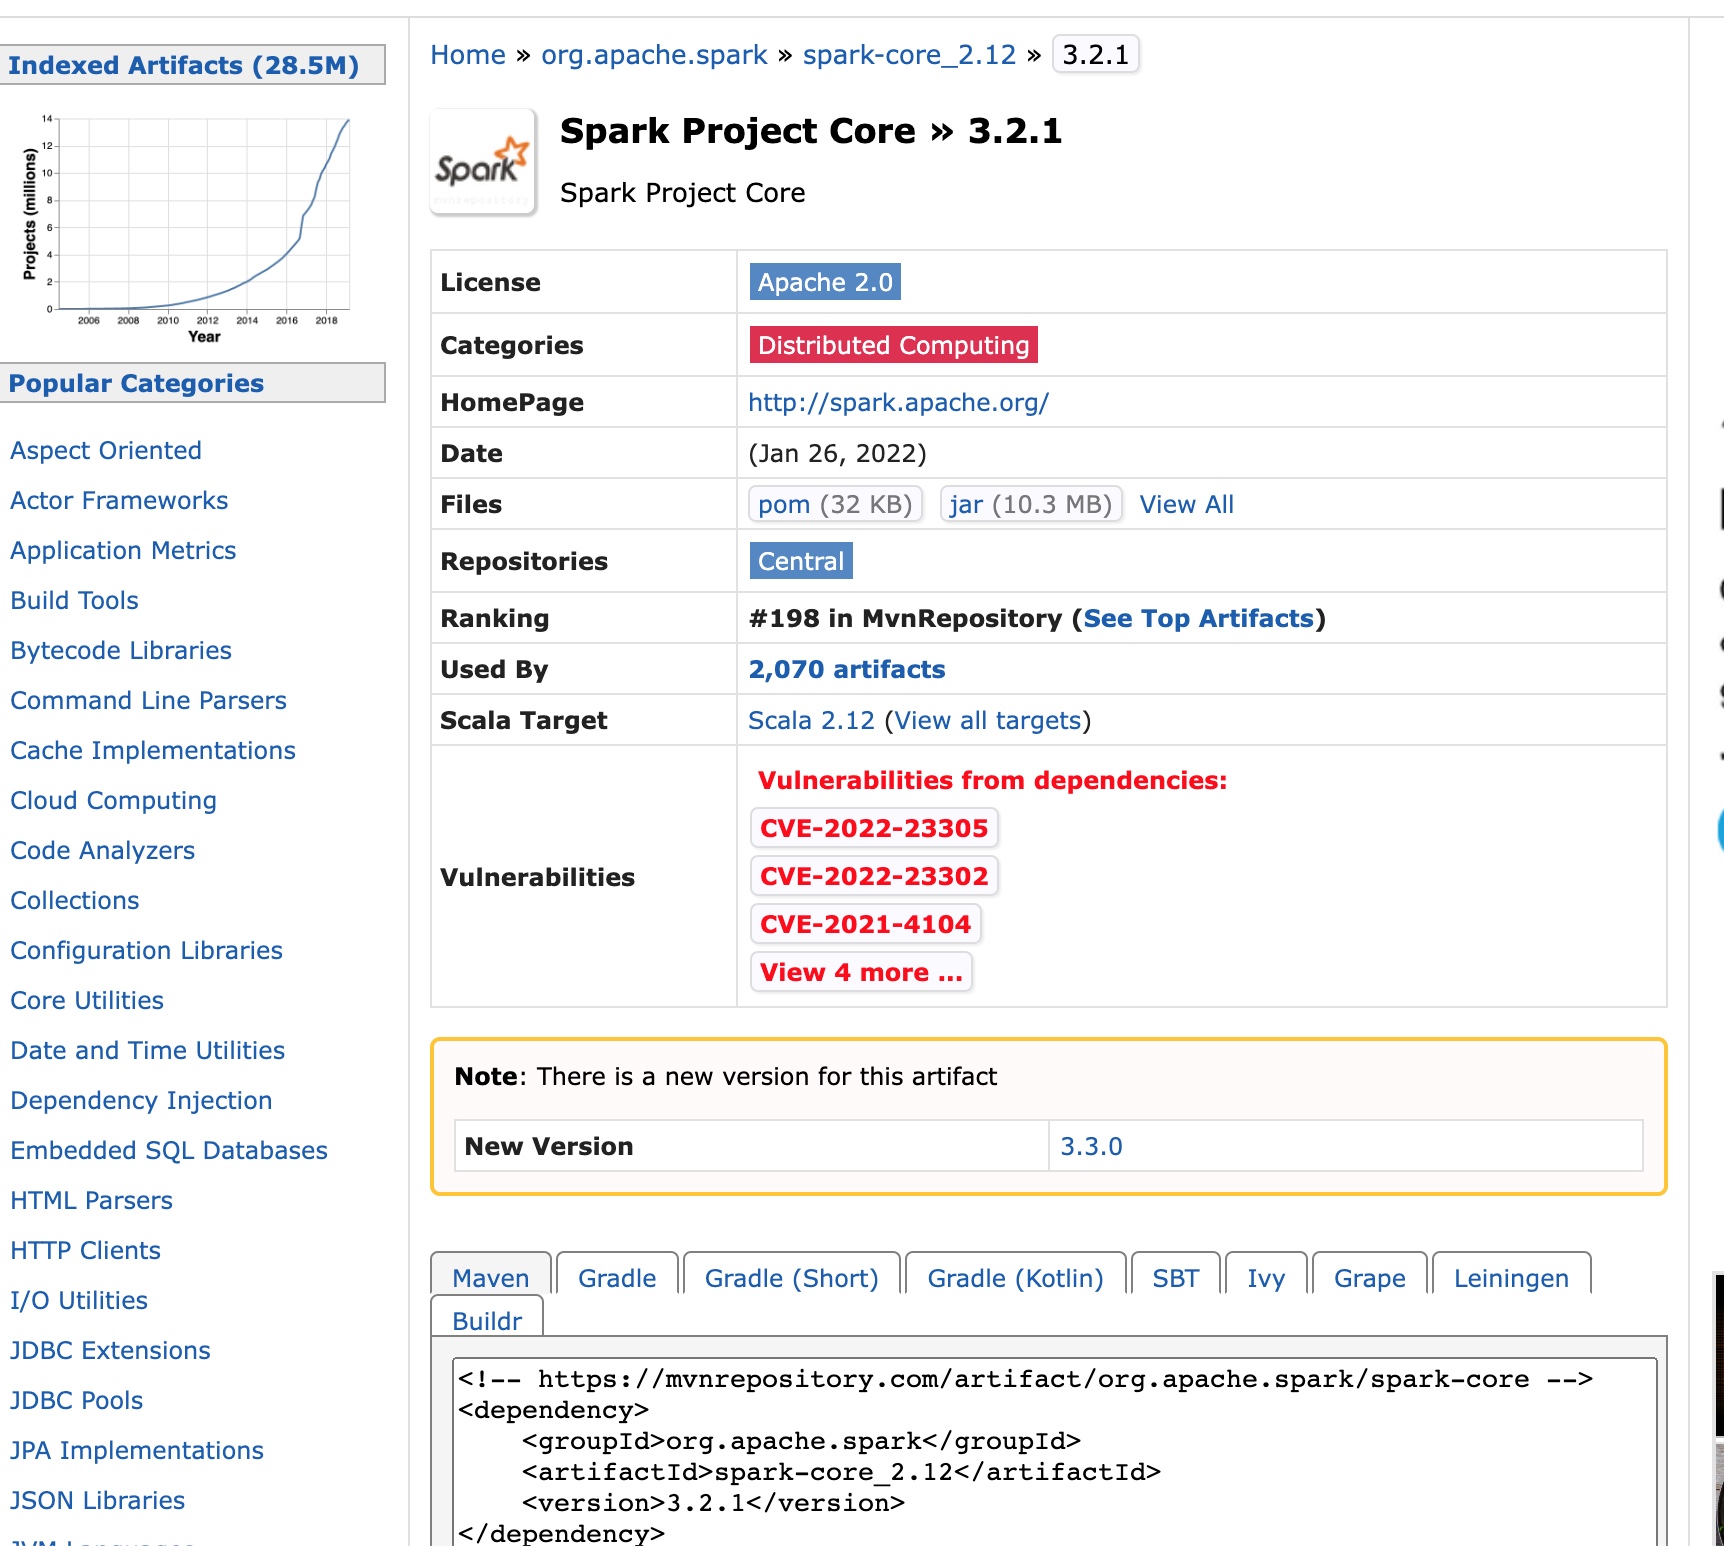 Indexed Artifacts (28.5M)
Projects (millions)
14
12
10
8
6
4
2
0
2006 2008 2010 2012 2014 2016 2018
Year
Popular Categories
Aspect Oriented
Actor Frameworks
Application Metrics
Build Tools
Bytecode Libraries
Command Line Parsers
Cache Implementations
Cloud Computing
Code Analyzers
Collections
Configuration Libraries
Core Utilities
Date and Time Utilities
Dependency Injection
Embedded SQL Databases
HTML Parsers
HTTP Clients
I/O Utilities
JDBC Extensions
JDBC Pools
JPA Implementations
JSON Libraries
Home » org.apache.spark » spark-core_2.12 » 3.2.1
Spark
mvnrepository
Spark Project Core » 3.2.1
Spark Project Core
License Apache 2.0
Categories Distributed Computing
HomePage http://spark.apache.org/
Date (Jan 26, 2022)
Files pom (32 KB) jar (10.3 MB) View All
Repositories Central
Ranking #198 in MvnRepository (See Top Artifacts)
Used By 2,070 artifacts
Scala Target Scala 2.12 (View all targets)
Vulnerabilities
Vulnerabilities from dependencies:
CVE-2022-23305
CVE-2022-23302
CVE-2021-4104
View 4 more ...
Note: There is a new version for this artifact
New Version 3.3.0
Maven Gradle Gradle (Short) Gradle (Kotlin) SBT Ivy Grape Leiningen
Buildr
<!-- https://mvnrepository.com/artifact/org.apache.spark/spark-core -->
<dependency>
    <groupId>org.apache.spark</groupId>
    <artifactId>spark-core_2.12</artifactId>
    <version>3.2.1</version>
</dependency>